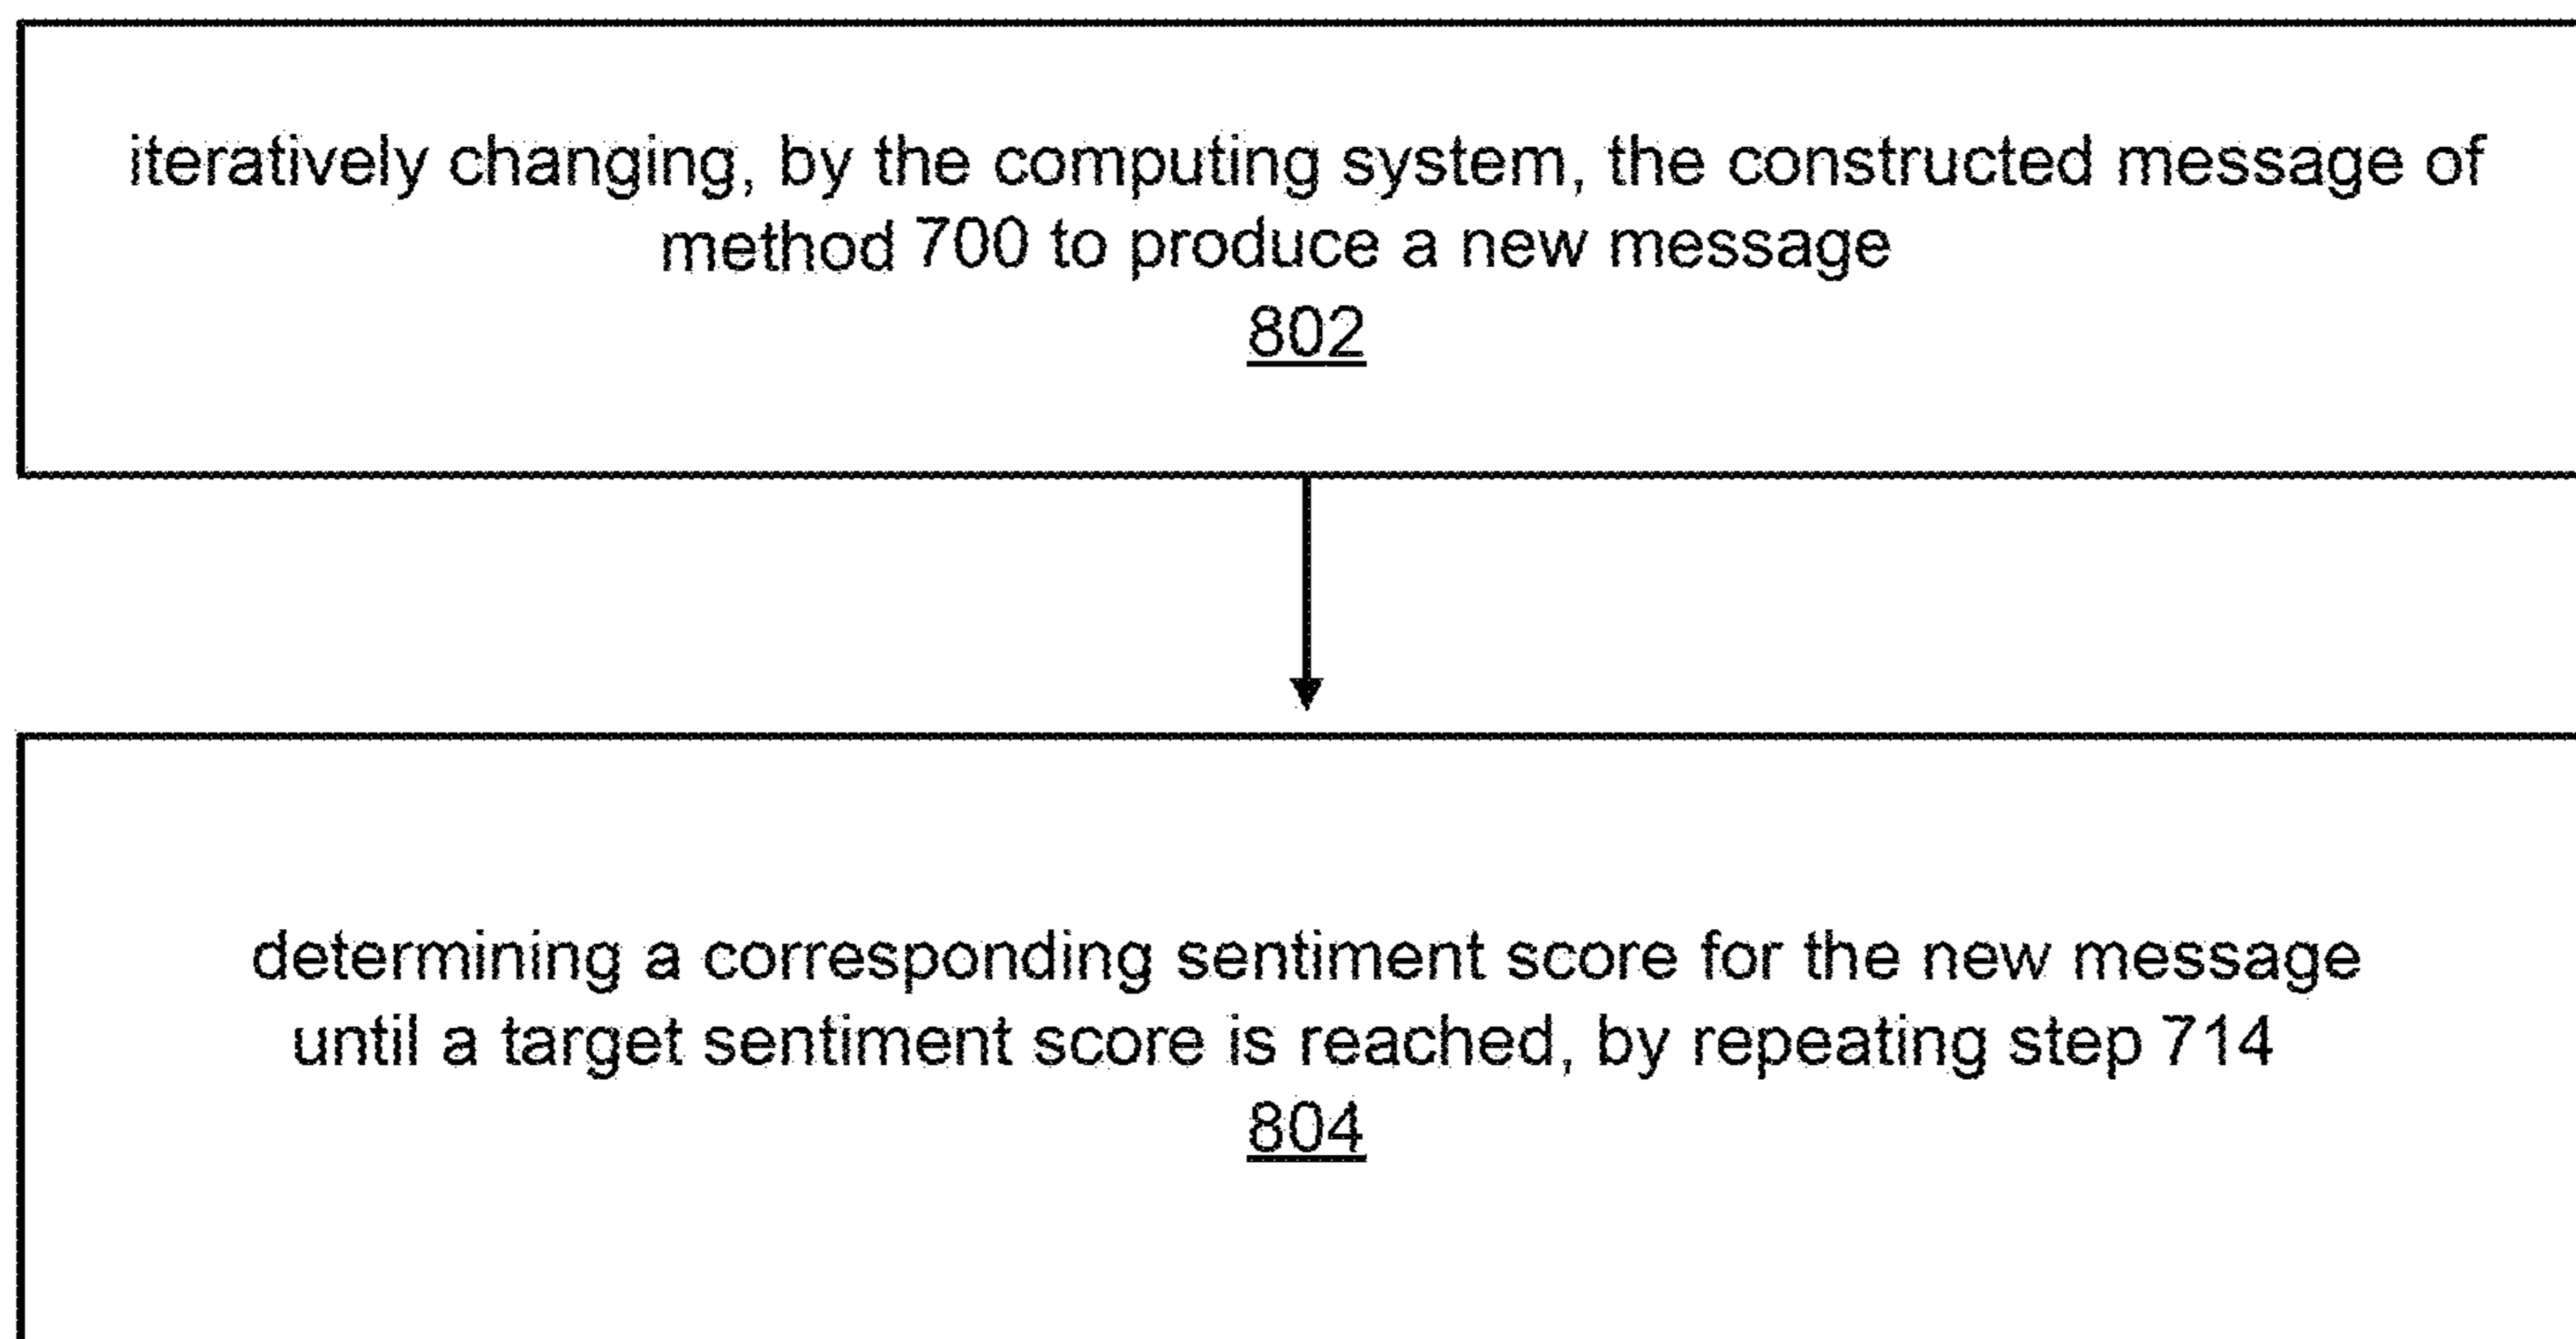 iteratively changing, by the computing system, the constructed message of
method 700 to produce a new message
802
determining a corresponding sentiment score for the new message
until a target sentiment score is reached, by repeating step 714
804